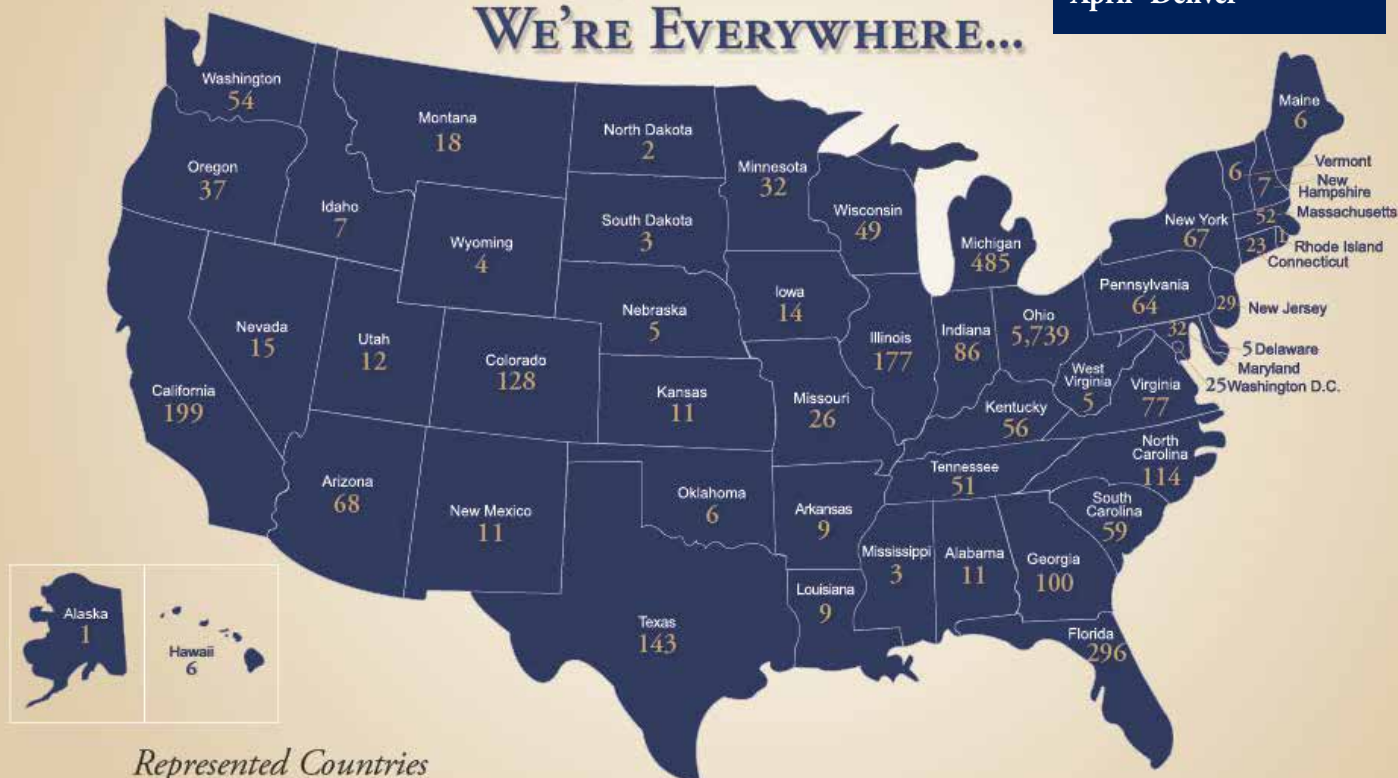 April Denver
WE'RE EVERYWHERE...
Washington
54
Montana
18
North Dakota
2
Minnesota
32
Maine
6
Oregon
37
Idaho
7
Wyoming
4
South Dakota
3
Wisconsin
49
Michigan
485
New York
67
6
Vermont
7
New
Hampshire
52
Massachusetts
Rhode Island
23
Connecticut
Nevada
15
Utah
12
Colorado
128
Nebraska
5
Iowa
14
Illinois
177
Indiana
86
Ohio
5,739
Pennsylvania
64
29
New Jersey
32
5 Delaware
Maryland
25 Washington D.C.
California
199
Kansas
11
Missouri
26
Kentucky
56
West
Virginia
5
Virginia
77
North
Carolina
114
Arizona
68
New Mexico
11
Oklahoma
6
Arkansas
9
Tennessee
51
South
Carolina
59
Mississippi
3
Alabama
11
Georgia
100
Louisiana
9
Texas
143
Florida
296
Alaska
1
Hawaii
6
Represented Countries